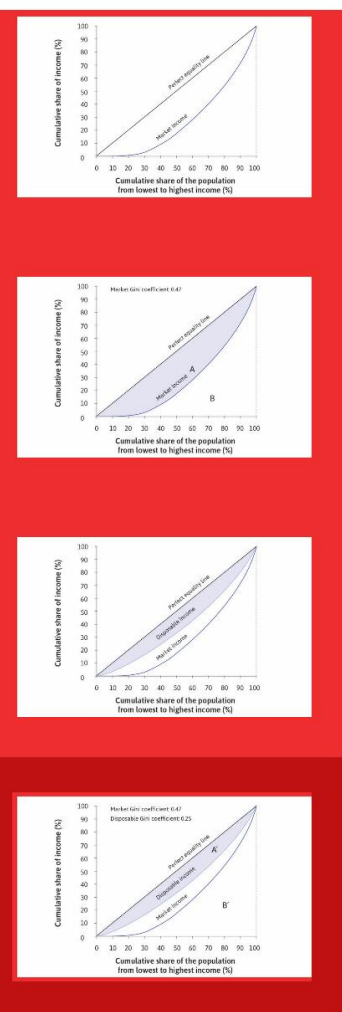 Cumulative share of income (%)
100
90
80
70
60
50
40
30
20
10
0
Perfect equality line
Market income
0 10 20 30 40 50 60 70 80 90 100
Cumulative share of the population
from lowest to highest income (%)
Cumulative share of income (%)
100
90
80
70
60
50
40
30
20
10
0
Market Gini coefficient: 0.47
Perfect equality line
A
Market income
B
0 10 20 30 40 50 60 70 80 90 100
Cumulative share of the population
from lowest to highest income (%)
Cumulative share of income (%)
100
90
80
70
60
50
40
30
20
10
0
Perfect equality line
Disposable income
Market income
0 10 20 30 40 50 60 70 80 90 100
Cumulative share of the population
from lowest to highest income (%)
Cumulative share of income (%)
100
90
80
70
60
50
40
30
20
10
0
Market Gini coefficient: 0.47
Disposable Gini coefficient: 0.25
Perfect equality line
A′
Disposable income
Market income
B′
0 10 20 30 40 50 60 70 80 90 100
Cumulative share of the population
from lowest to highest income (%)